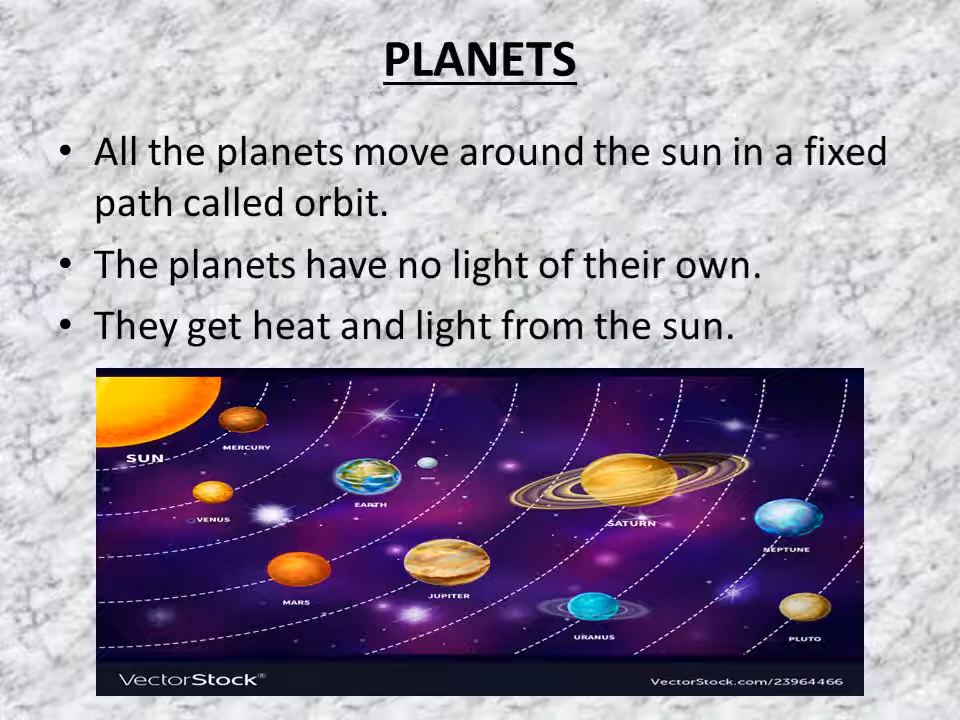 PLANETS
• All the planets move around the sun in a fixed
path called orbit.
• The planets have no light of their own.
• They get heat and light from the sun.
SUN
MERCURY
VENUS
EARTH
MOON
MARS
JUPITER
SATURN
URANUS
NEPTUNE
PLUTO
VectorStock®
VectorStock.com/23964466